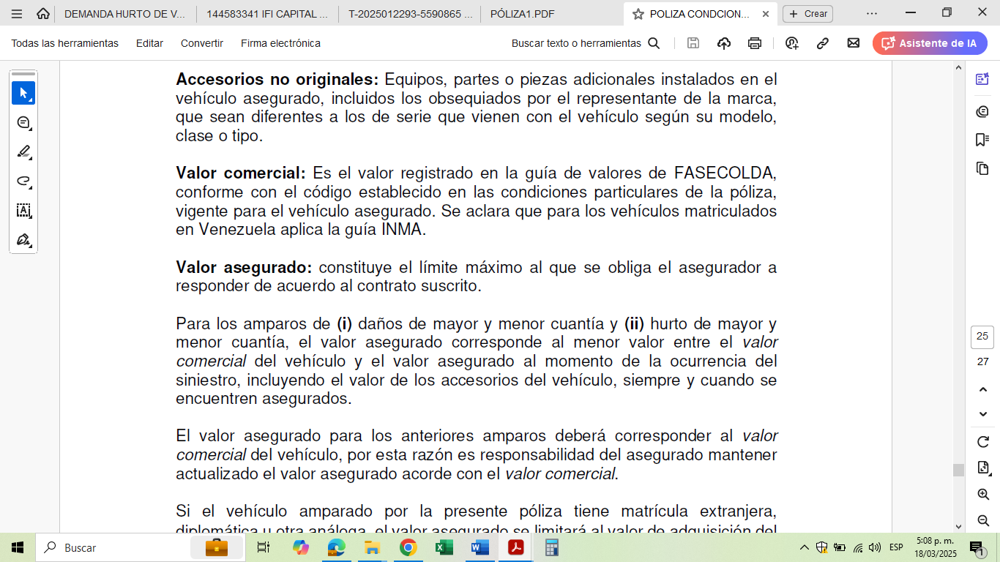 DEMANDA HURTO DE V...
144583341 IFI CAPITAL ...
T-2025012293-5590865 ...
PÓLIZA1.PDF
POLIZA CONDCION...
Crear
Todas las herramientas
Editar
Convertir
Firma electrónica
Buscar texto o herramientas
Asistente de IA
Accesorios no originales: Equipos, partes o piezas adicionales instalados en el
vehículo asegurado, incluidos los obsequiados por el representante de la marca,
que sean diferentes a los de serie que vienen con el vehículo según su modelo,
clase o tipo.
Valor comercial: Es el valor registrado en la guía de valores de FASECOLDA,
conforme con el código establecido en las condiciones particulares de la póliza,
vigente para el vehículo asegurado. Se aclara que para los vehículos matriculados
en Venezuela aplica la guía INMA.
Valor asegurado: constituye el límite máximo al que se obliga el asegurador a
responder de acuerdo al contrato suscrito.
Para los amparos de (i) daños de mayor y menor cuantía y (ii) hurto de mayor y
menor cuantía, el valor asegurado corresponde al menor valor entre el valor
comercial del vehículo y el valor asegurado al momento de la ocurrencia del
siniestro, incluyendo el valor de los accesorios del vehículo, siempre y cuando se
encuentren asegurados.
El valor asegurado para los anteriores amparos deberá corresponder al valor
comercial del vehículo, por esta razón es responsabilidad del asegurado mantener
actualizado el valor asegurado acorde con el valor comercial.
Si el vehículo amparado por la presente póliza tiene matrícula extranjera,
diplomática u otra análoga, el valor asegurado se limitará al valor de adquisición del
25
27
Buscar
ESP
5:08 p. m.
18/03/2025
1